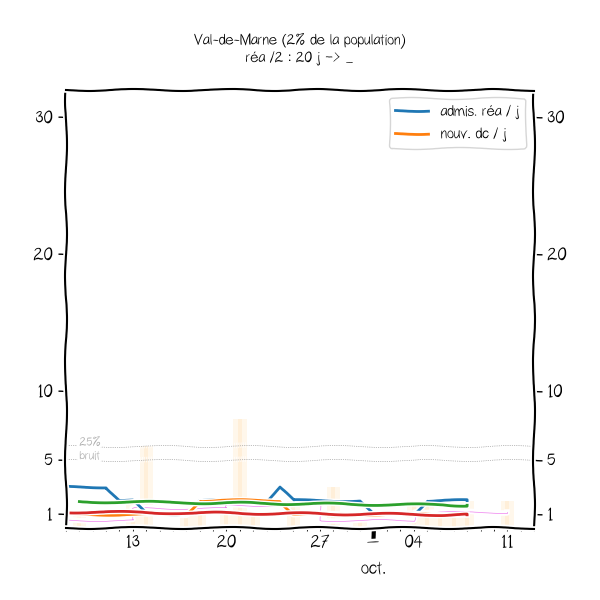 Val-de-Marne (2% de la population)
réa /2 : 20 j -> _
admis. réa / j
nouv. dc / j
30
30
20
20
10
10
25%
bruit
5
5
1
1
13
20
27
1
04
11
oct.